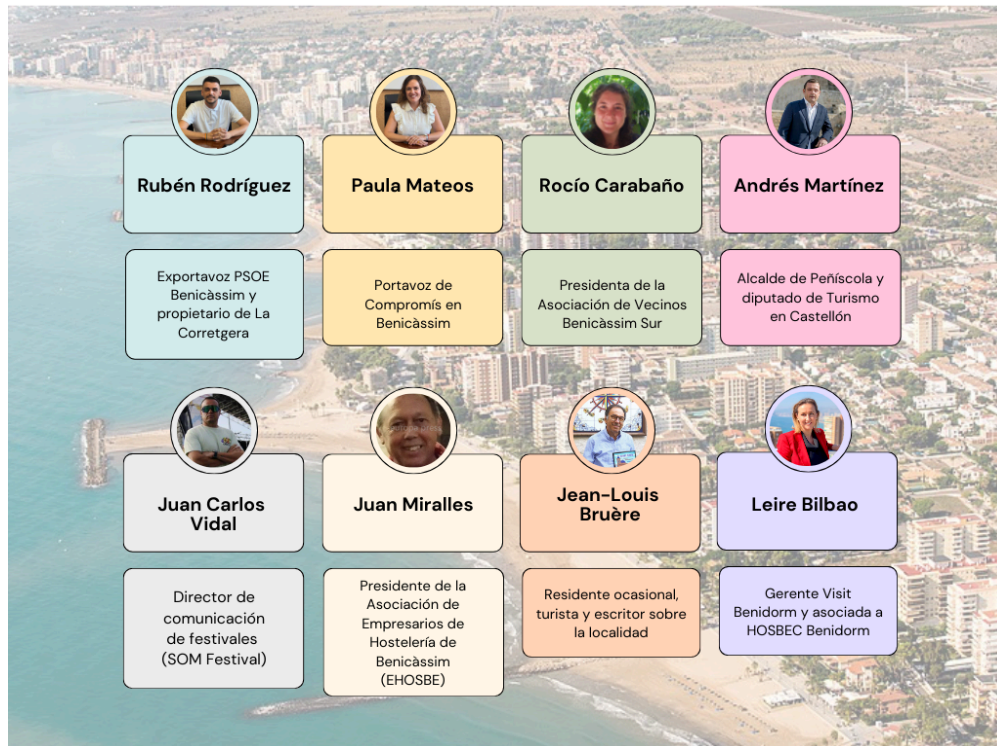 Rubén Rodríguez
Paula Mateos
Rocío Carabaño
Andrés Martínez
Exportavoz PSOE
Benicàssim y
propietario de La
Corretgera
Portavoz de
Compromís en
Benicàssim
Presidenta de la
Asociación de Vecinos
Benicàssim Sur
Alcalde de Peñíscola y
diputado de Turismo
en Castellón
Juan Carlos
Vidal
Juan Miralles
Jean-Louis
Bruère
Leire Bilbao
Director de
comunicación
de festivales
(SOM Festival)
Presidente de la
Asociación de
Empresarios de
Hostelería de
Benicàssim
(EHOSBE)
Residente ocasional,
turista y escritor sobre
la localidad
Gerente Visit
Benidorm y asociada a
HOSBEC Benidorm